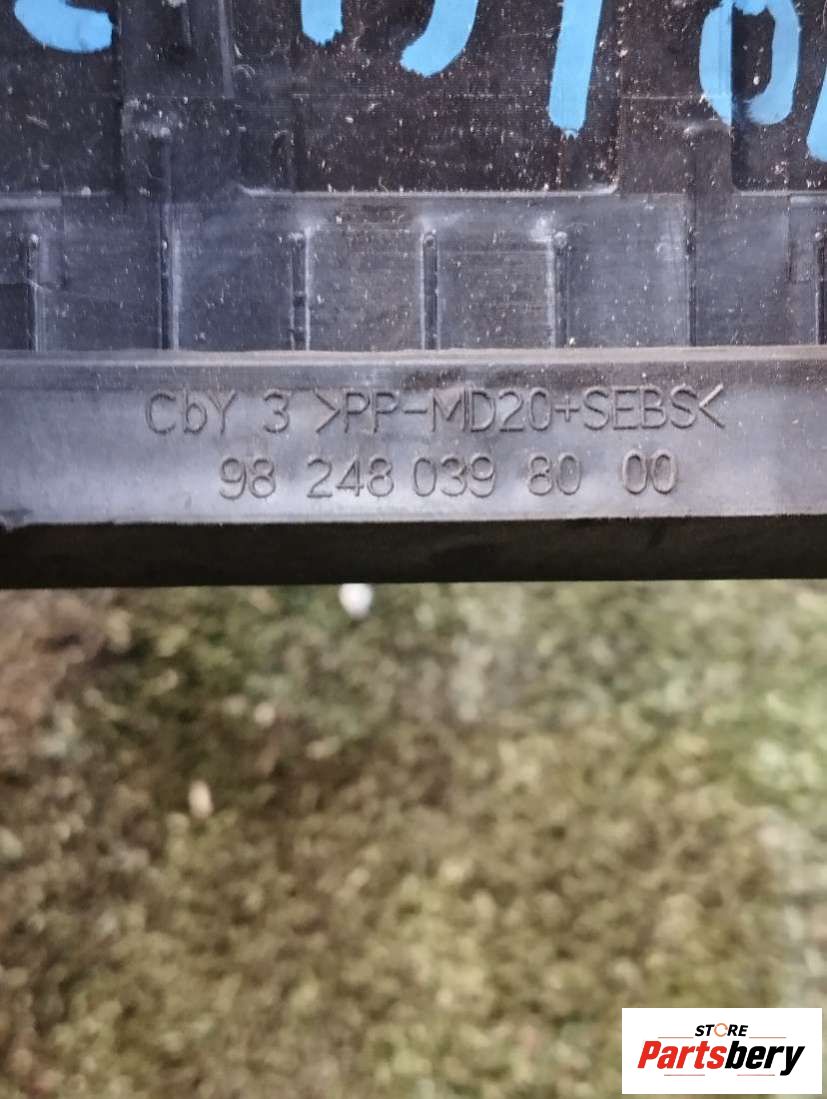 CbY 3 >PP-MD20+SEBS<
98 248 039 80 00
STORE
Partsbery